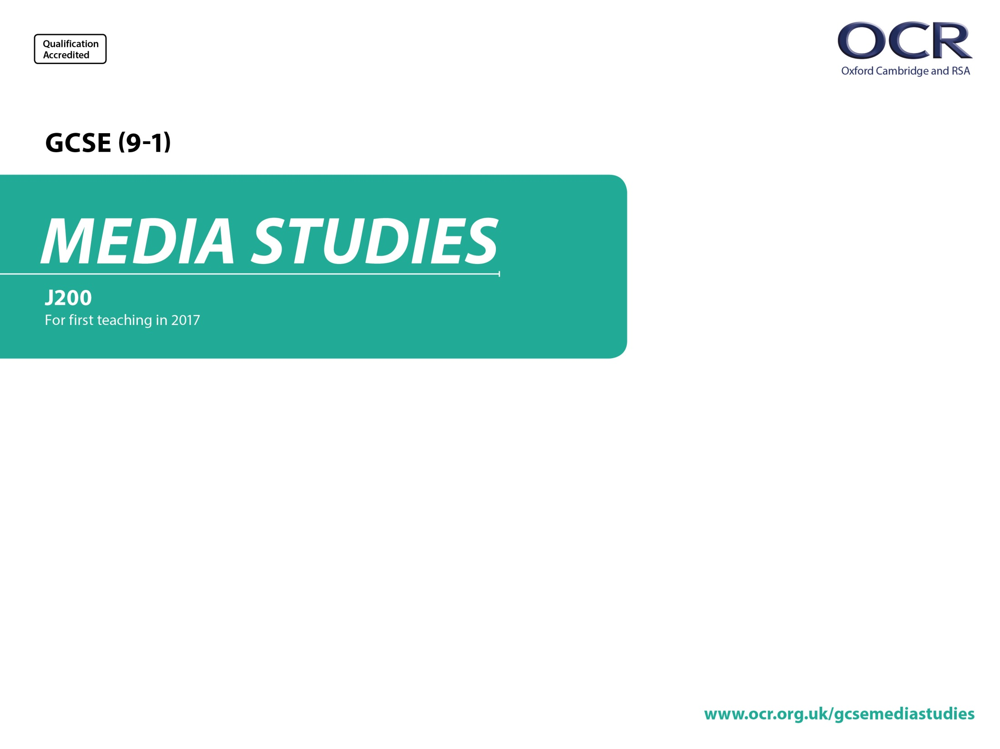 Qualification
Accredited
OCR
Oxford Cambridge and RSA
GCSE (9-1)
MEDIA STUDIES
J200
For first teaching in 2017
www.ocr.org.uk/gcsemediastudies